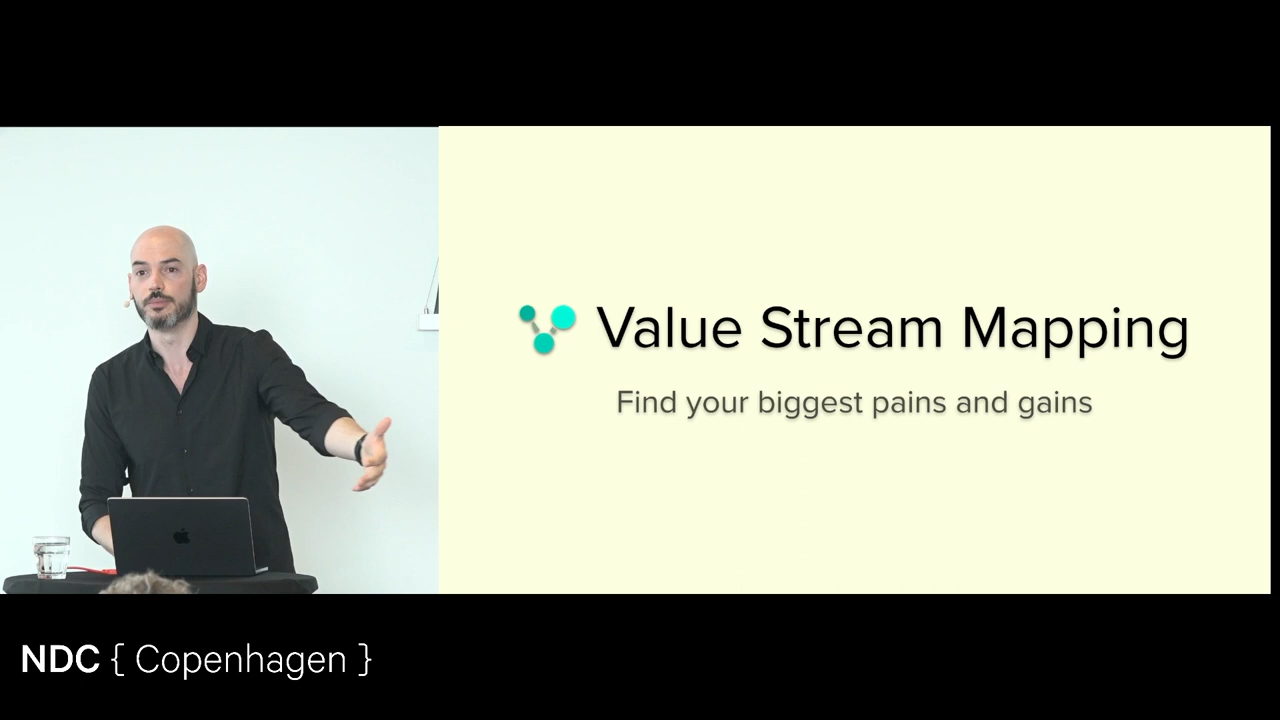 Value Stream Mapping
Find your biggest pains and gains
NDC { Copenhagen }